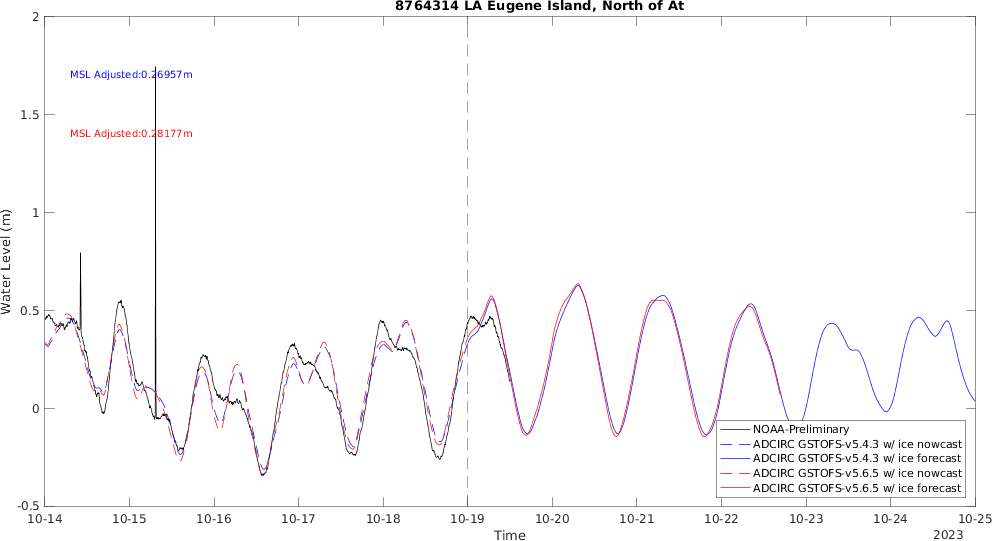 8764314 LA Eugene Island, North of At
2
1.5
1
0.5
0
-0.5
Water Level (m)
MSL Adjusted:0.26957m
MSL Adjusted:0.28177m
NOAA-Preliminary
ADCIRC GSTOFS-v5.4.3 w/ ice nowcast
ADCIRC GSTOFS-v5.4.3 w/ ice forecast
ADCIRC GSTOFS-v5.6.5 w/ ice nowcast
ADCIRC GSTOFS-v5.6.5 w/ ice forecast
10-14 10-15 10-16 10-17 10-18 10-19 10-20 10-21 10-22 10-23 10-24 10-25
Time
2023